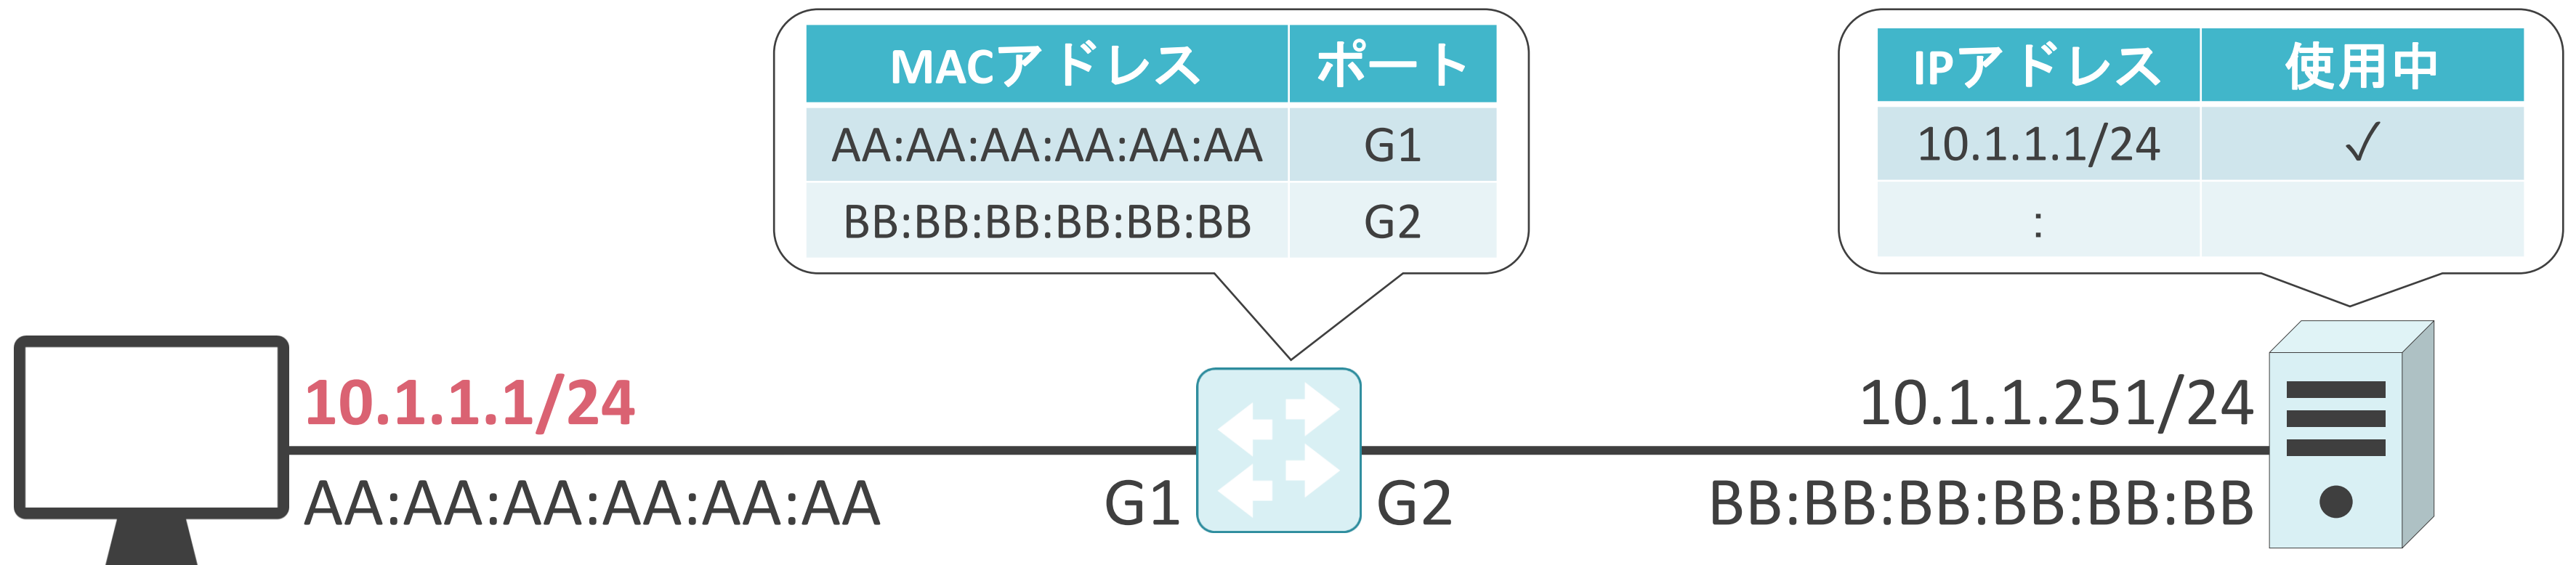 MACアドレス ポート
AA:AA:AA:AA:AA:AA G1
BB:BB:BB:BB:BB:BB G2
IPアドレス 使用中
10.1.1.1/24 ✓
:
10.1.1.1/24
AA:AA:AA:AA:AA:AA
G1
G2
10.1.1.251/24
BB:BB:BB:BB:BB:BB